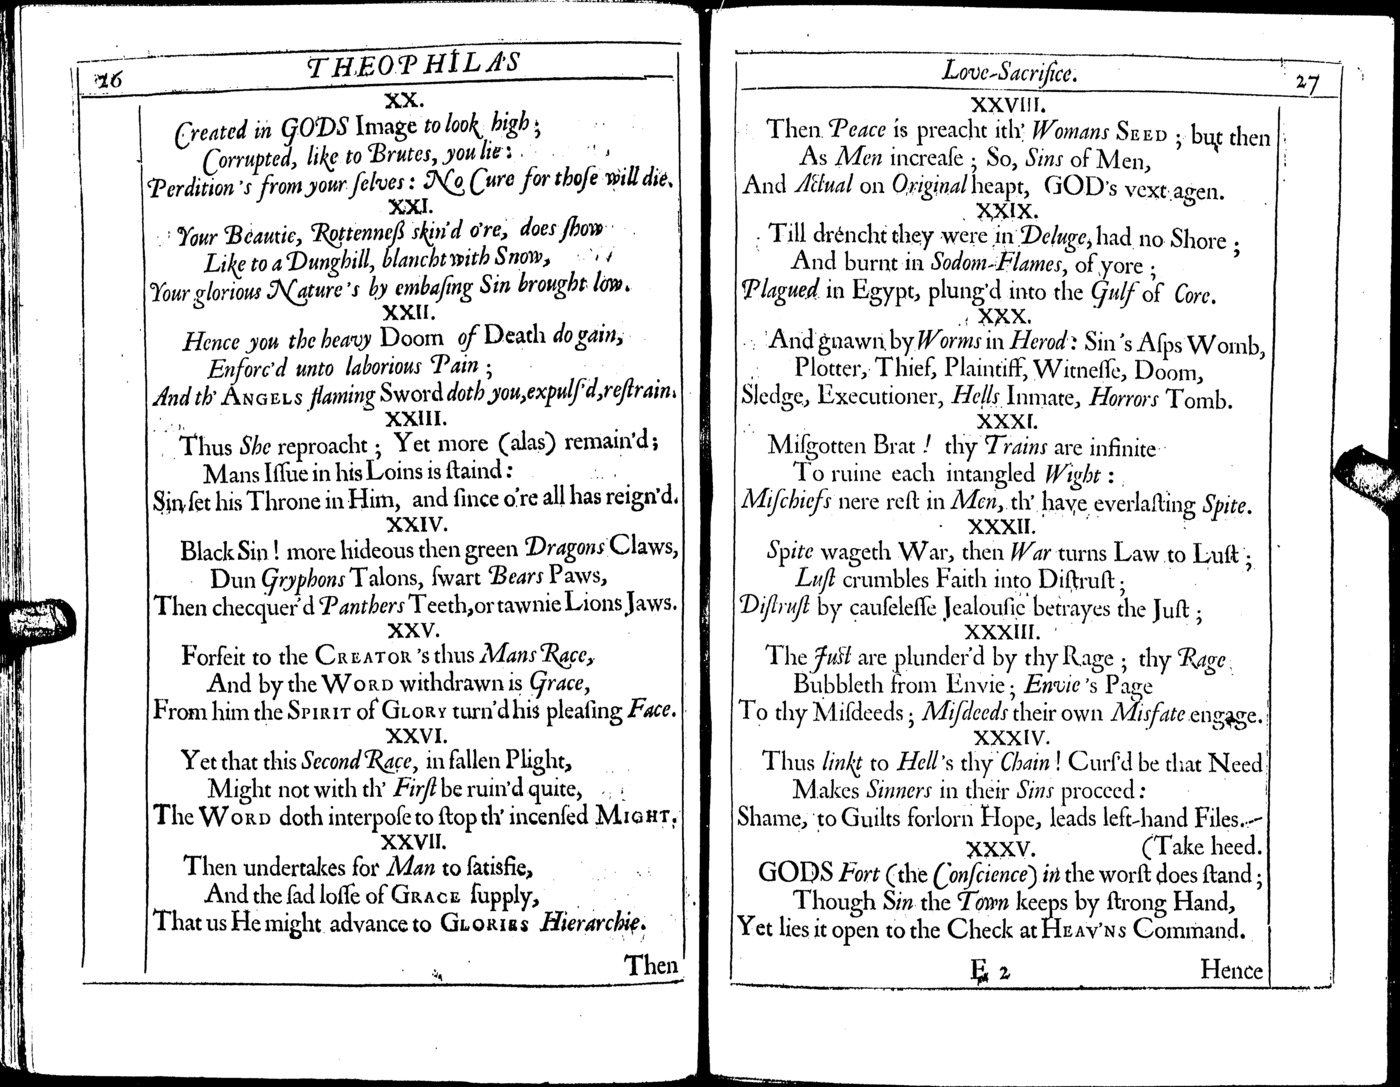 26
THEOPHILAS
XX.
Created in GODS Image to look high;
Corrupted, like to Brutes, you lie:
Perdition's from your ſelves: No Cure for thoſe will die.
XXI.
Your Beautie, Rottenneß skin'd o're, does ſhow
Like to a Dunghill, blancht with Snow,
Your glorious Nature's by embaſing Sin brought low.
XXII.
Hence you the heavy Doom of Death do gain,
Enforc'd unto laborious Pain;
And th' ANGELS flaming Sword doth you, expulſ'd, reſtrain.
XXIII.
Thus She reproacht; Yet more (alas) remain'd;
Mans Iſſue in his Loins is ſtaind:
Sin ſet his Throne in Him, and ſince o're all has reign'd.
XXIV.
Black Sin! more hideous then green Dragons Claws,
Dun Gryphons Talons, ſwart Bears Paws,
Then checquer'd Panthers Teeth, or tawnie Lions Jaws.
XXV.
Forfeit to the CREATOR's thus Mans Race,
And by the WORD withdrawn is Grace,
From him the SPIRIT of GLORY turn'd his pleaſing Face.
XXVI.
Yet that this Second Race, in fallen Plight,
Might not with th' Firſt be ruin'd quite,
The WORD doth interpoſe to ſtop th' incenſed MIGHT.
XXVII.
Then undertakes for Man to ſatisfie,
And the ſad loſſe of GRACE ſupply,
That us He might advance to GLORIES Hierarchie.
Then
Love-Sacrifice.
27
XXVIII.
Then Peace is preacht ith' Womans SEED; but then
As Men increaſe; So, Sins of Men,
And Actual on Original heapt, GOD's vext agen.
XXIX.
Till drencht they were in Deluge, had no Shore;
And burnt in Sodom-Flames, of yore;
Plagued in Egypt, plung'd into the Gulf of Core.
XXX.
And gnawn by Worms in Herod: Sin's Aſps Womb,
Plotter, Thief, Plaintiff, Witneſſe, Doom,
Sledge, Executioner, Hells Inmate, Horrors Tomb.
XXXI.
Miſgotten Brat! thy Trains are infinite
To ruine each intangled Wight:
Miſchiefs nere reſt in Men, th' have everlaſting Spite.
XXXII.
Spite wageth War, then War turns Law to Luſt;
Luſt crumbles Faith into Diſtruſt;
Diſtruſt by cauſeleſſe Jealouſie betrayes the Juſt;
XXXIII.
The Juſt are plunder'd by thy Rage; thy Rage
Bubbleth from Envie; Envie's Page
To thy Miſdeeds; Miſdeeds their own Misfate engage.
XXXIV.
Thus linkt to Hell's thy Chain! Curſ'd be that Need
Makes Sinners in their Sins proceed:
Shame, to Guilts forlorn Hope, leads left-hand Files.
XXXV. (Take heed.
GODS Fort (the Conſcience) in the worſt does ſtand;
Though Sin the Town keeps by ſtrong Hand,
Yet lies it open to the Check at HEAV'NS Command.
E 2
Hence